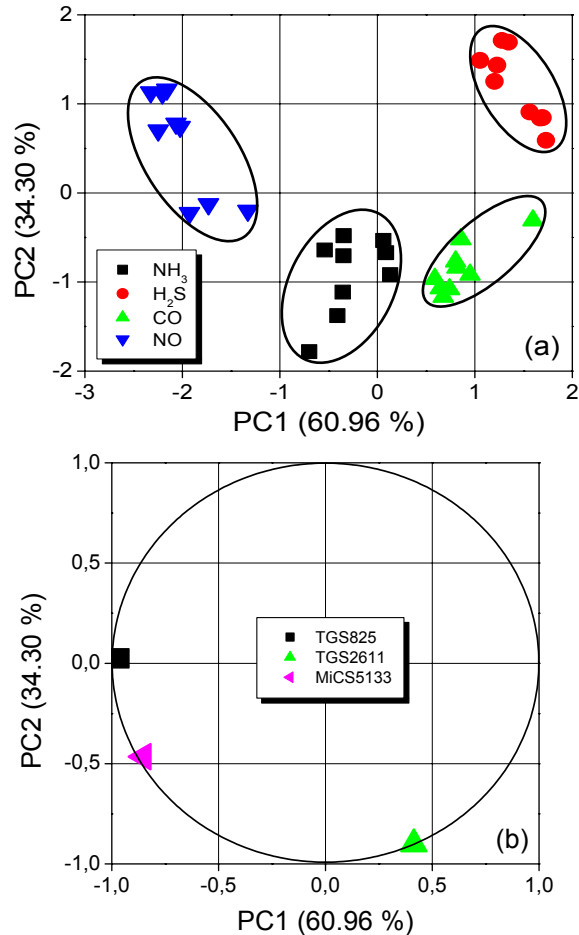 2
1
0
-1
-2
PC2 (34.30 %)
NH₃
H₂S
CO
NO
(a)
-3 -2 -1 0 1 2
PC1 (60.96 %)
1,0
0,5
0,0
-0,5
-1,0
PC2 (34.30 %)
TGS825
TGS2611
MiCS5133
(b)
-1,0 -0,5 0,0 0,5 1,0
PC1 (60.96 %)